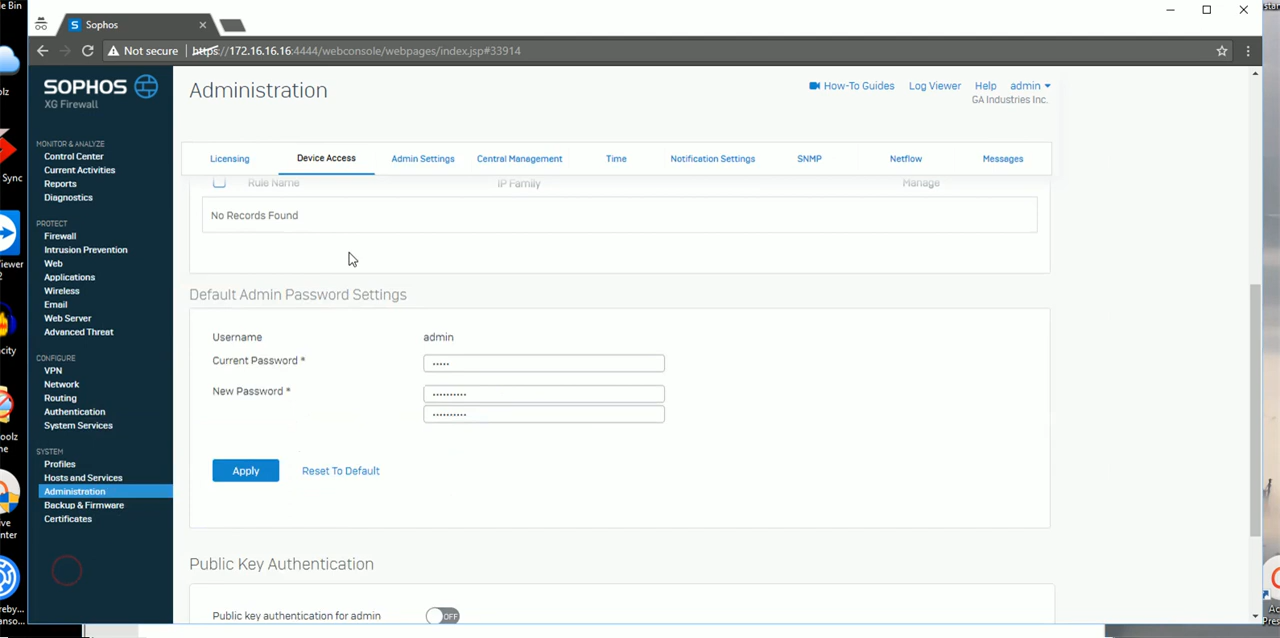 Sophos
Not secure https://172.16.16.16:4444/webconsole/webpages/index.jsp#33914
SOPHOS
XG Firewall
Administration
How-To Guides Log Viewer Help admin
GA Industries Inc.
Licensing Device Access Admin Settings Central Management Time Notification Settings SNMP Netflow Messages
MONITOR & ANALYZE
Control Center
Current Activities
Reports
Diagnostics
PROTECT
Firewall
Intrusion Prevention
Web
Applications
Wireless
Email
Web Server
Advanced Threat
CONFIGURE
VPN
Network
Routing
Authentication
System Services
SYSTEM
Profiles
Hosts and Services
Administration
Backup & Firmware
Certificates
Rule Name IP Family Manage
No Records Found
Default Admin Password Settings
Username admin
Current Password *
New Password *
Apply Reset To Default
Public Key Authentication
Public key authentication for admin OFF
Sync